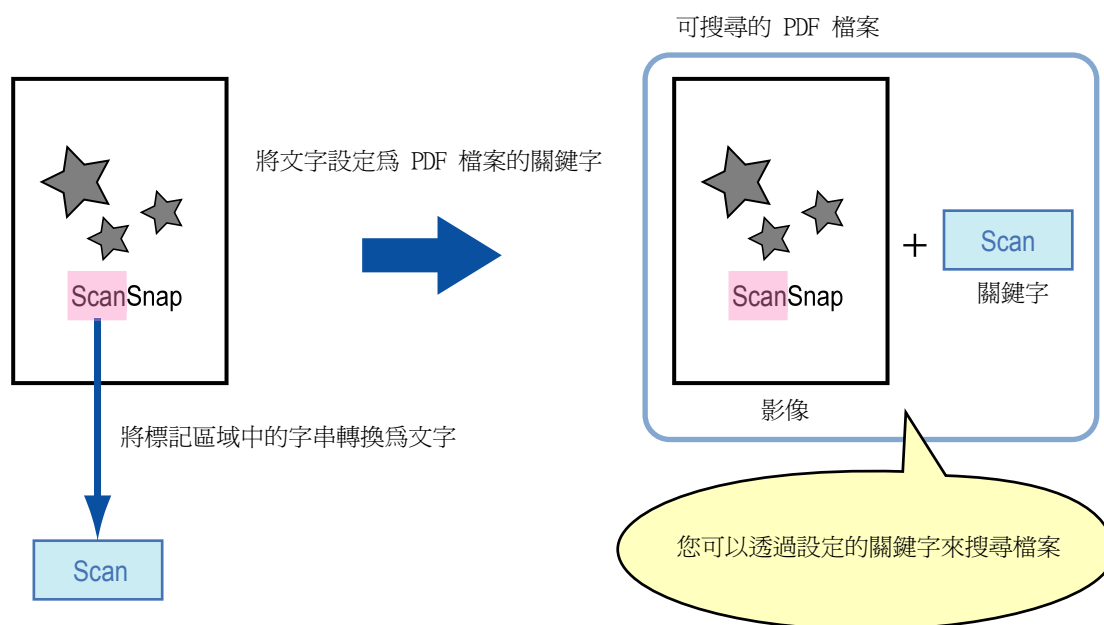 可搜尋的 PDF 檔案
將文字設定爲 PDF 檔案的關鍵字
ScanSnap
將標記區域中的字串轉換爲文字
Scan
ScanSnap
影像
+
Scan
關鍵字
您可以透過設定的關鍵字來搜尋檔案